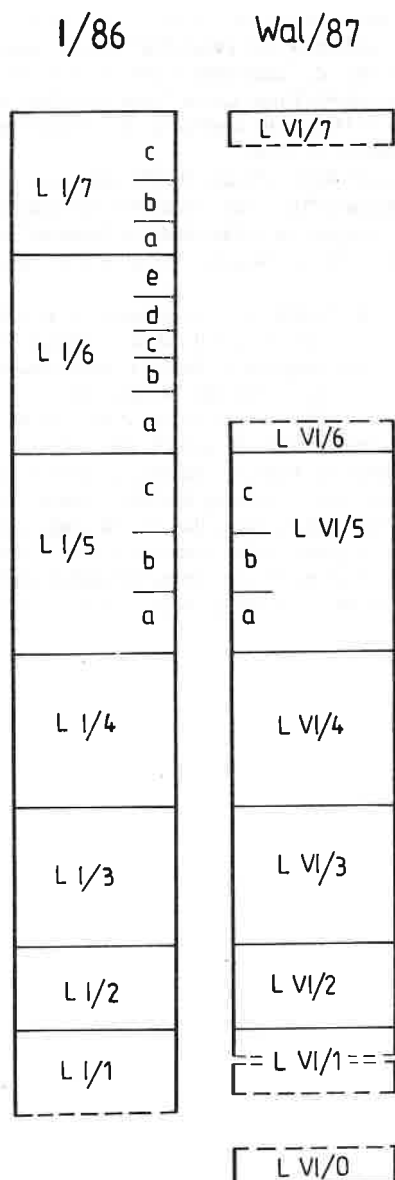 I/86 Wal/87
L VI/7
c
L I/7
b
a
e
d
c
L I/6
b
a
L VI/6
c c
L VI/5
L I/5
b b
a a
L I/4 L VI/4
L I/3 L VI/3
L I/2 L VI/2
L I/1 L VI/1
L VI/0